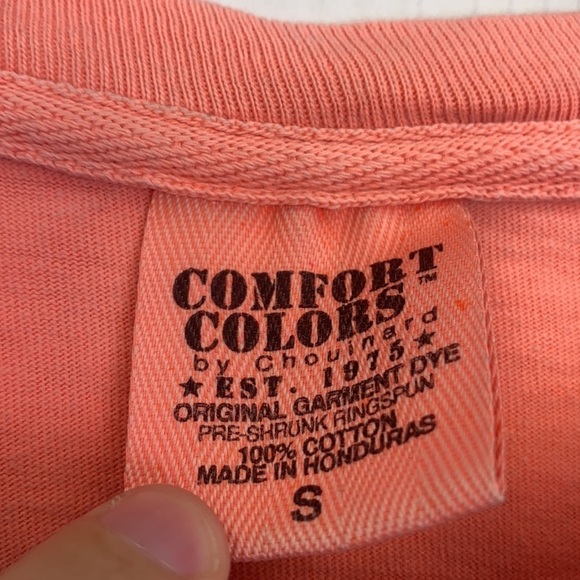 COMFORT
COLORS™
by Chouinard
★ EST. 1975 ★
ORIGINAL GARMENT DYE
PRE-SHRUNK RINGSPUN
100% COTTON
MADE IN HONDURAS
S